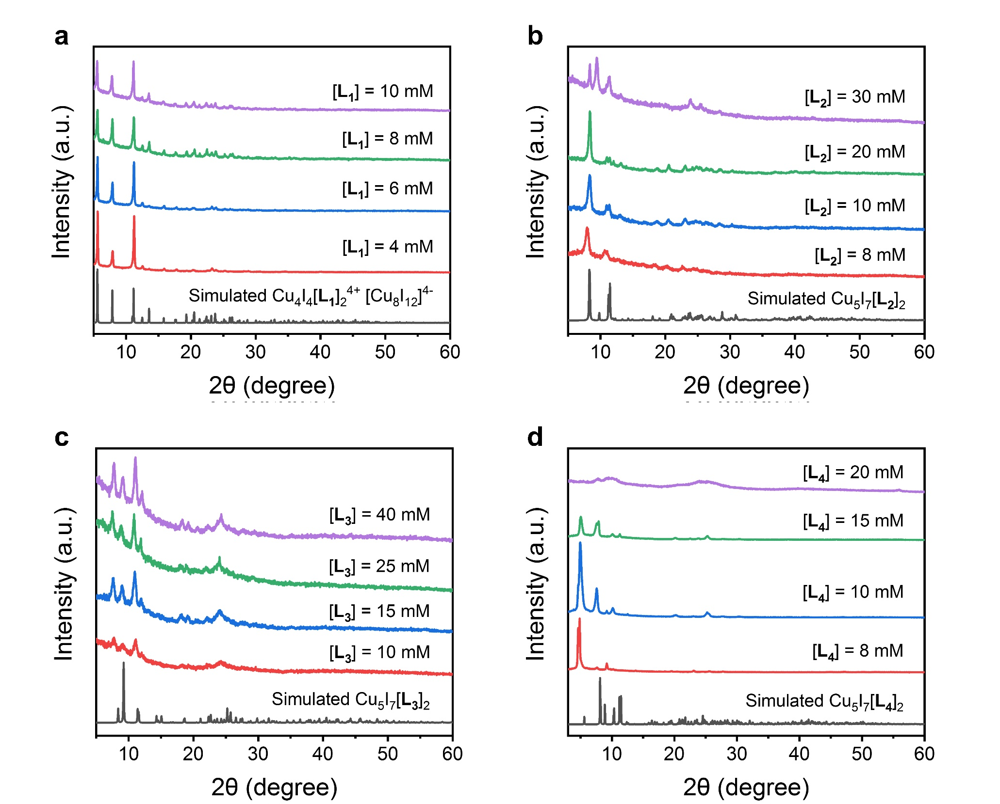 a
[L₁] = 10 mM
[L₁] = 8 mM
[L₁] = 6 mM
[L₁] = 4 mM
Simulated Cu₄I₄[L₁]₂⁴⁺ [Cu₈I₁₂]⁴⁻
Intensity (a.u.)
10 20 30 40 50 60
2θ (degree)
b
[L₂] = 30 mM
[L₂] = 20 mM
[L₂] = 10 mM
[L₂] = 8 mM
Simulated Cu₅I₇[L₂]₂
Intensity (a.u.)
10 20 30 40 50 60
2θ (degree)
c
[L₃] = 40 mM
[L₃] = 25 mM
[L₃] = 15 mM
[L₃] = 10 mM
Simulated Cu₅I₇[L₃]₂
Intensity (a.u.)
10 20 30 40 50 60
2θ (degree)
d
[L₄] = 20 mM
[L₄] = 15 mM
[L₄] = 10 mM
[L₄] = 8 mM
Simulated Cu₅I₇[L₄]₂
Intensity (a.u.)
10 20 30 40 50 60
2θ (degree)